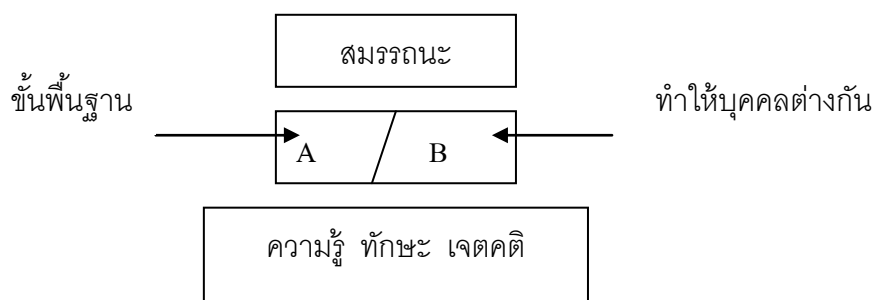 สมรรถนะ
ขั้นพื้นฐาน
ทำให้บุคคลต่างกัน
A
B
ความรู้ ทักษะ เจตคติ